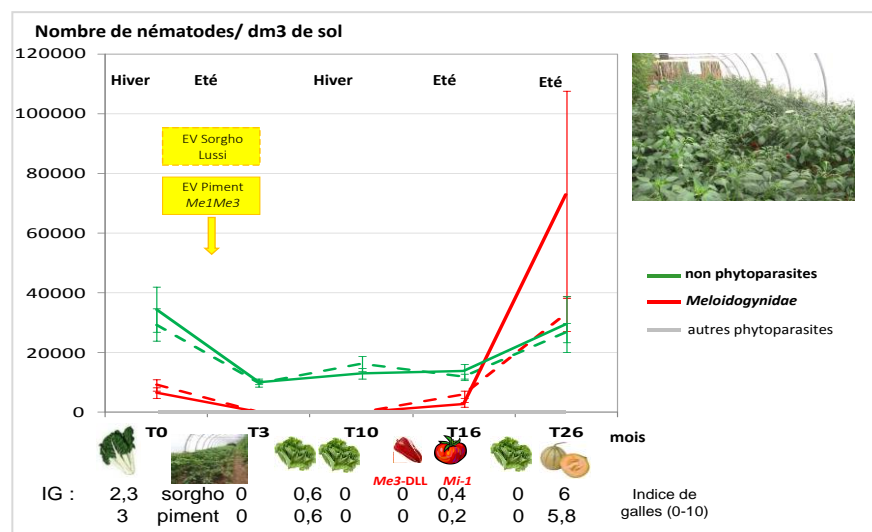 Nombre de nématodes/ dm3 de sol
120000
100000
80000
60000
40000
20000
0
Hiver Eté Hiver Eté Eté
EV Sorgho
Lussi
EV Piment
Me1Me3
non phytoparasites
Meloidogynidae
autres phytoparasites
T0 T3 T10 T16 T26 mois
Me3-DLL Mi-1
IG : 2,3 sorgho 0 0,6 0 0 0,4 0 6
3 piment 0 0,6 0 0 0,2 0 5,8
Indice de
galles (0-10)